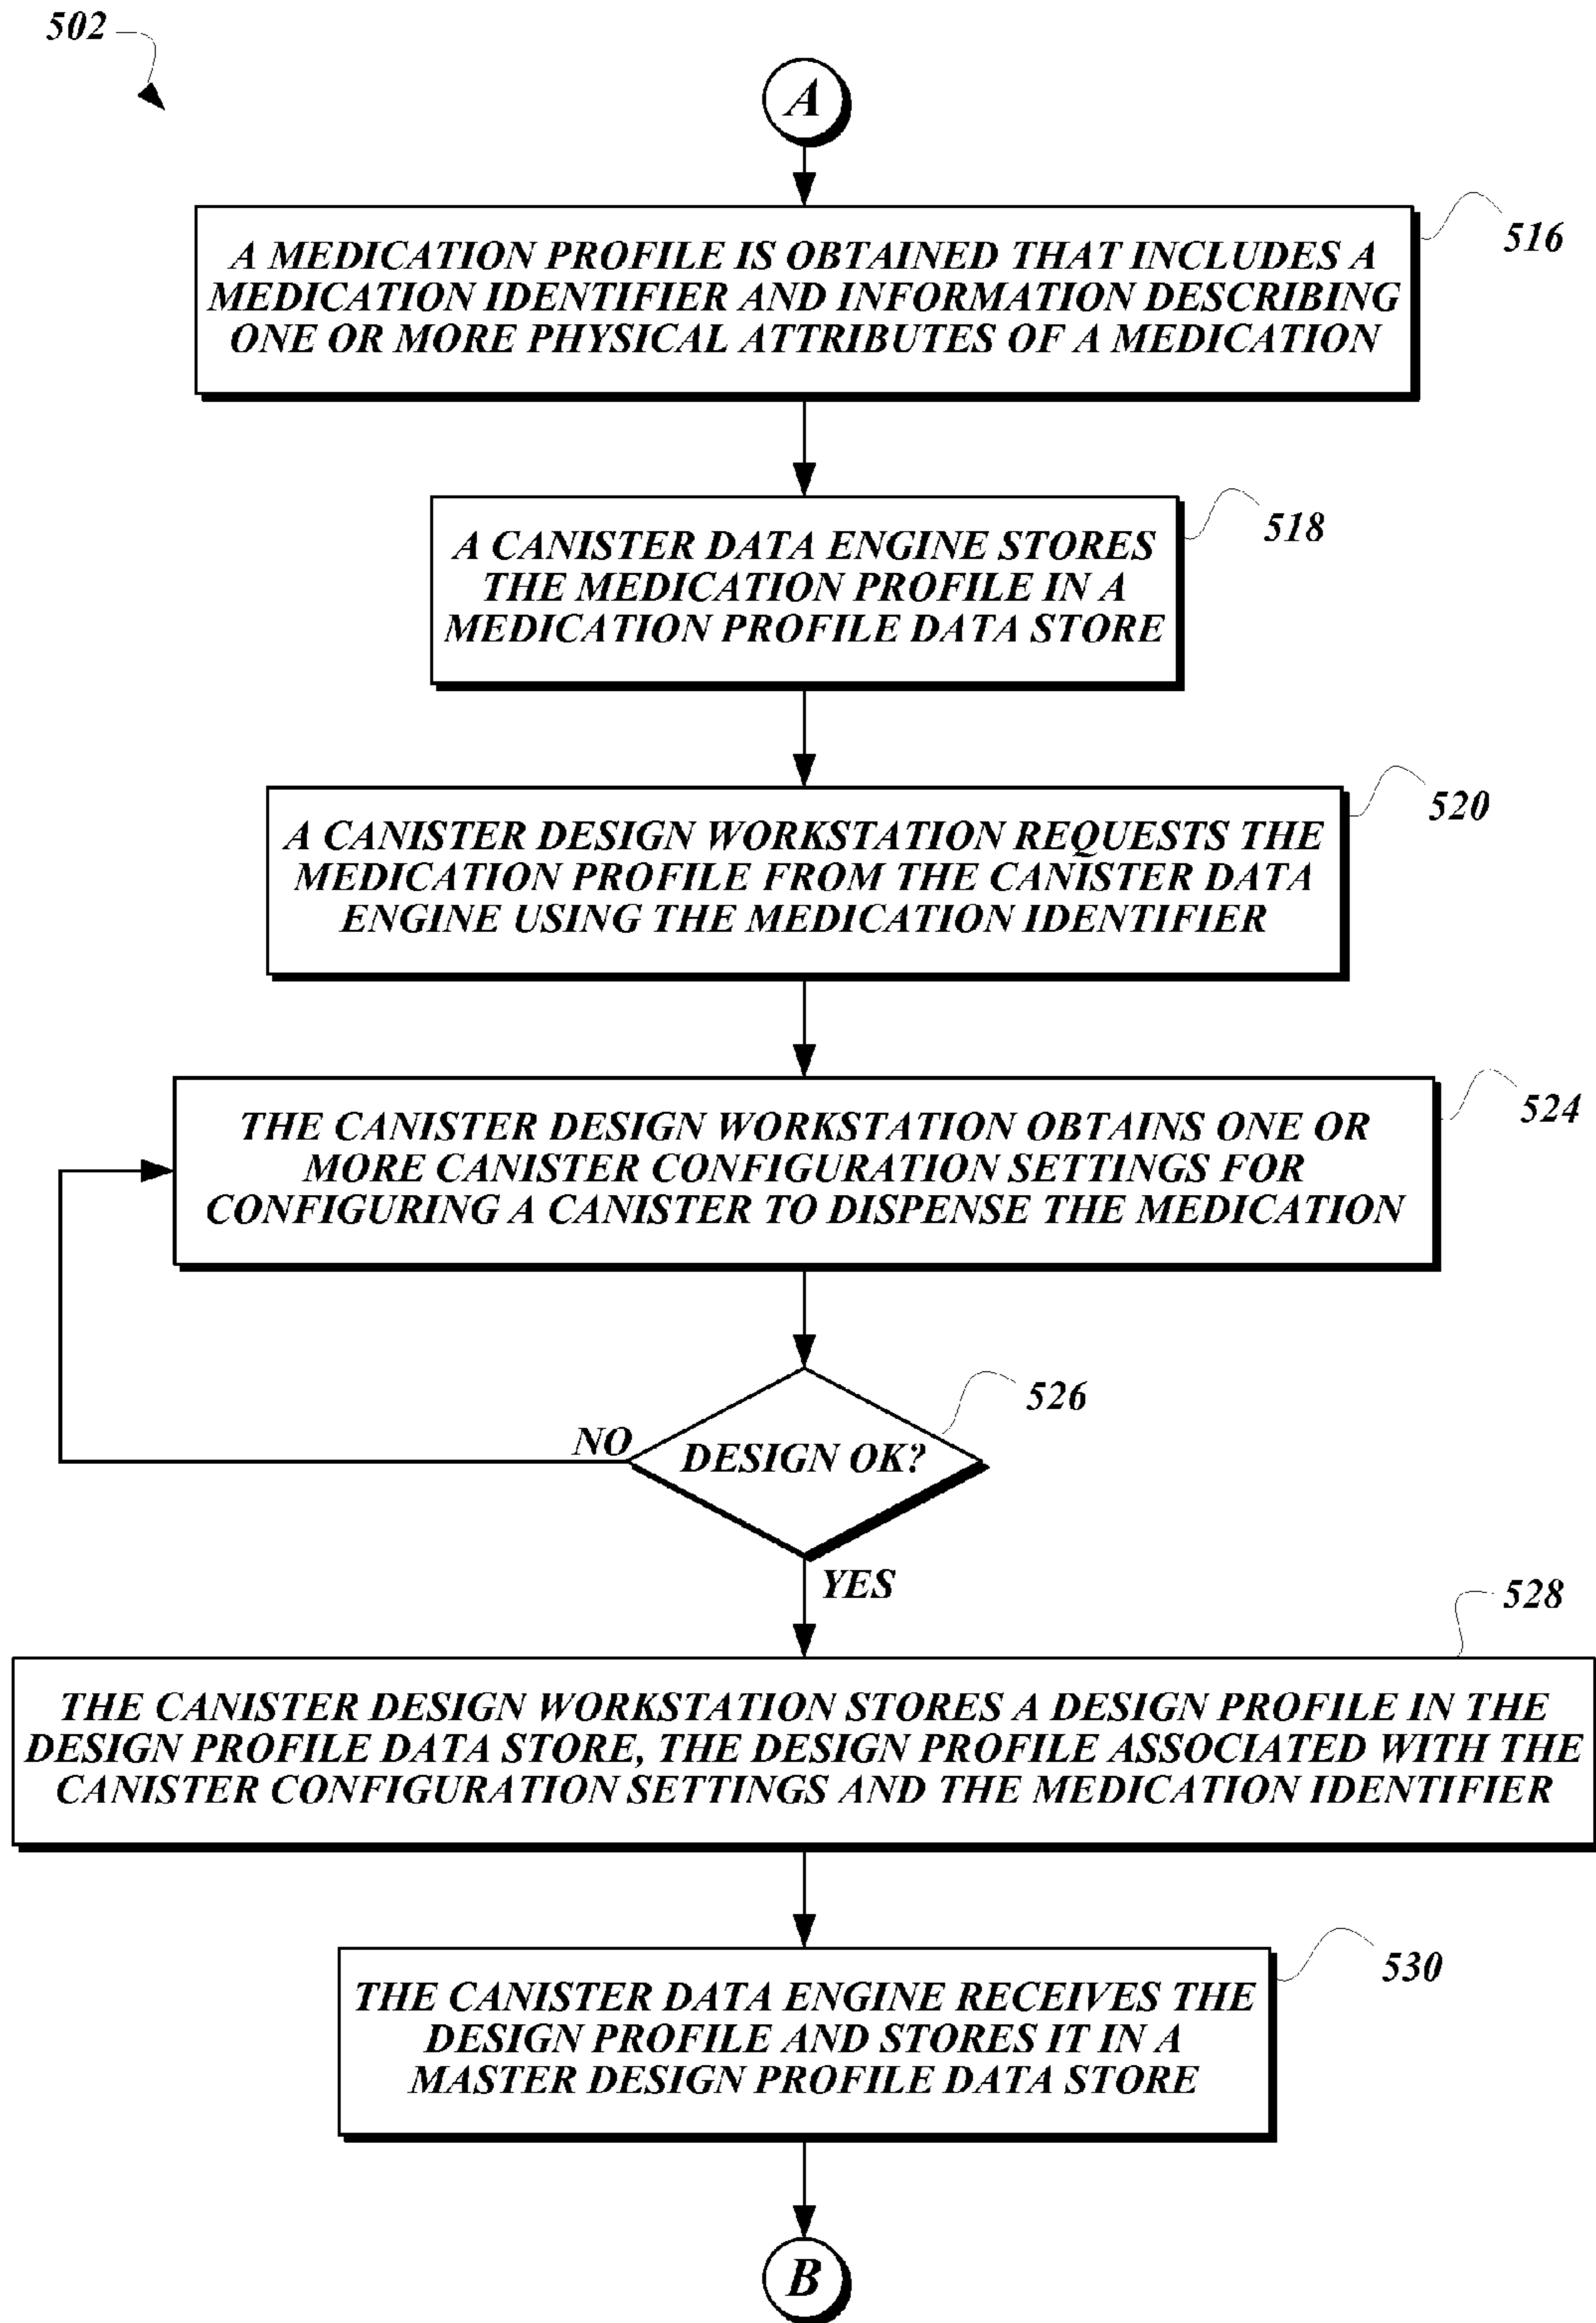 502
A
A MEDICATION PROFILE IS OBTAINED THAT INCLUDES A
MEDICATION IDENTIFIER AND INFORMATION DESCRIBING
ONE OR MORE PHYSICAL ATTRIBUTES OF A MEDICATION
516
A CANISTER DATA ENGINE STORES
THE MEDICATION PROFILE IN A
MEDICATION PROFILE DATA STORE
518
A CANISTER DESIGN WORKSTATION REQUESTS THE
MEDICATION PROFILE FROM THE CANISTER DATA
ENGINE USING THE MEDICATION IDENTIFIER
520
THE CANISTER DESIGN WORKSTATION OBTAINS ONE OR
MORE CANISTER CONFIGURATION SETTINGS FOR
CONFIGURING A CANISTER TO DISPENSE THE MEDICATION
524
DESIGN OK?
526
NO
YES
THE CANISTER DESIGN WORKSTATION STORES A DESIGN PROFILE IN THE
DESIGN PROFILE DATA STORE, THE DESIGN PROFILE ASSOCIATED WITH THE
CANISTER CONFIGURATION SETTINGS AND THE MEDICATION IDENTIFIER
528
THE CANISTER DATA ENGINE RECEIVES THE
DESIGN PROFILE AND STORES IT IN A
MASTER DESIGN PROFILE DATA STORE
530
B